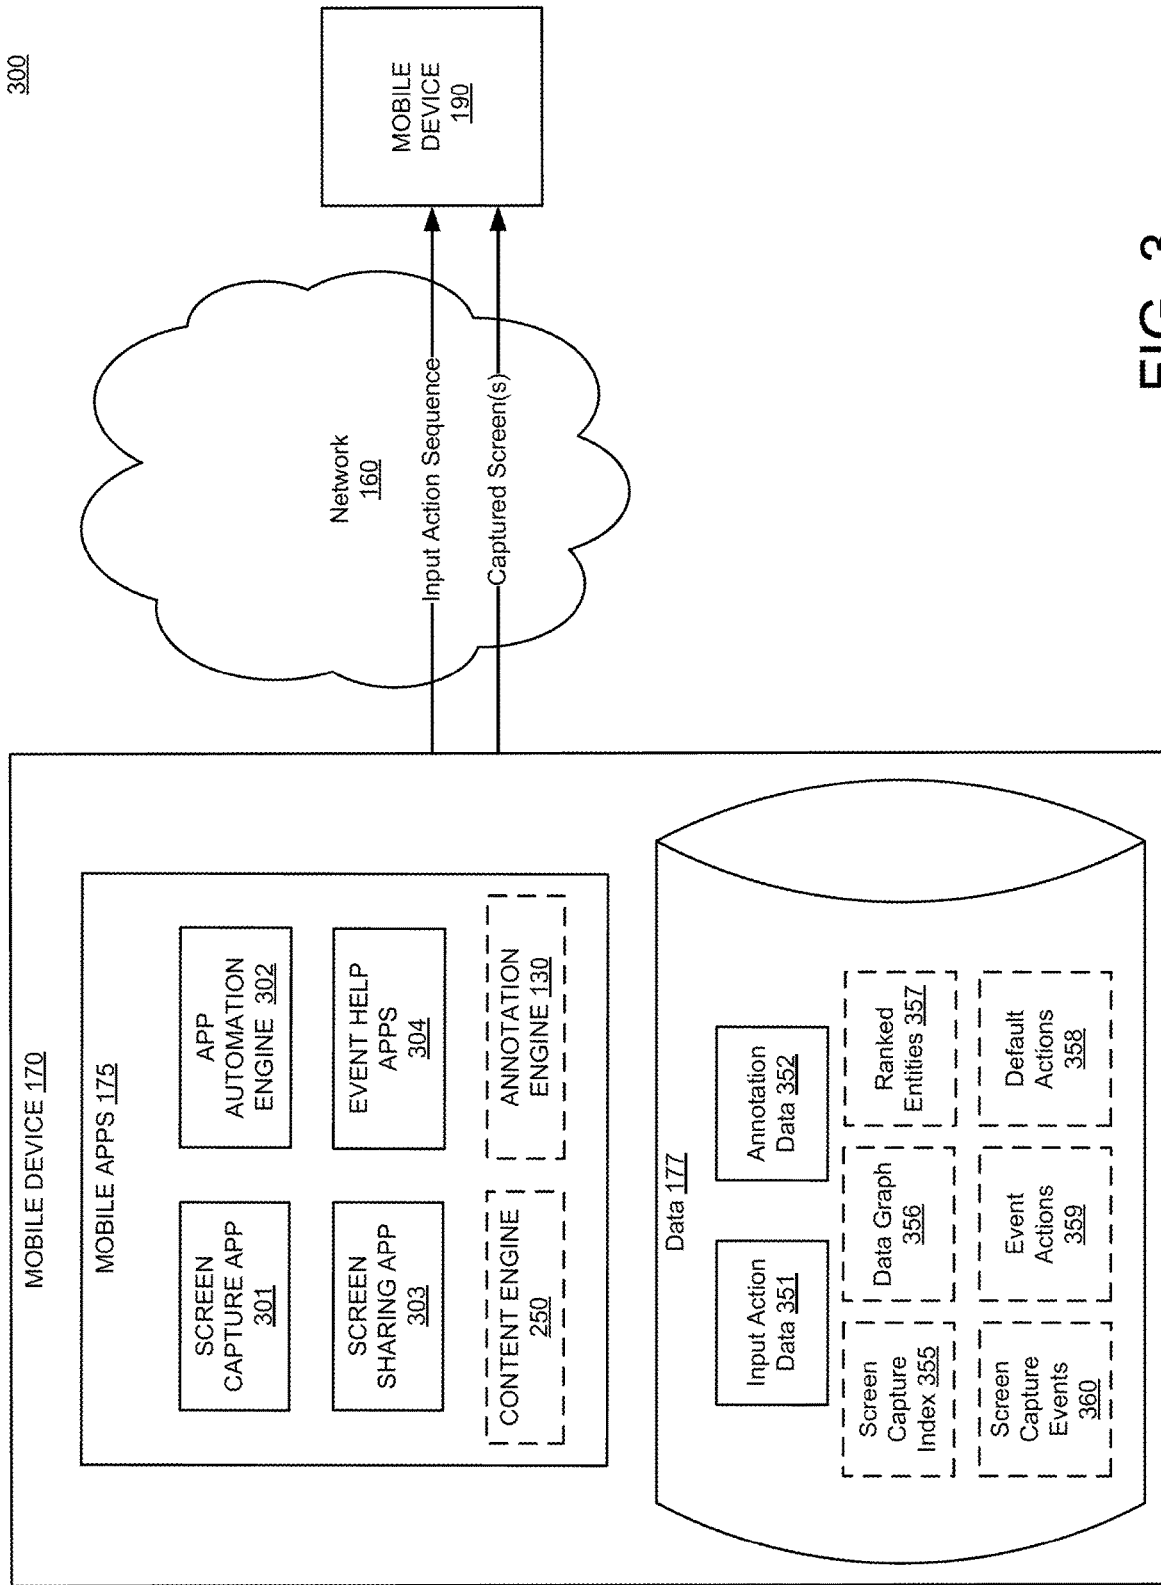 300
MOBILE DEVICE 170
MOBILE APPS 175
SCREEN
CAPTURE APP
301
APP
AUTOMATION
ENGINE 302
SCREEN
SHARING APP
303
EVENT HELP
APPS
304
CONTENT ENGINE
250
ANNOTATION
ENGINE 130
Data 177
Input Action
Data 351
Annotation
Data 352
Screen
Capture
Index 355
Data Graph
356
Ranked
Entities 357
Screen
Capture
Events
360
Event
Actions
359
Default
Actions
358
Network
160
Input Action Sequence
Captured Screen(s)
MOBILE
DEVICE
190
FIG. 3